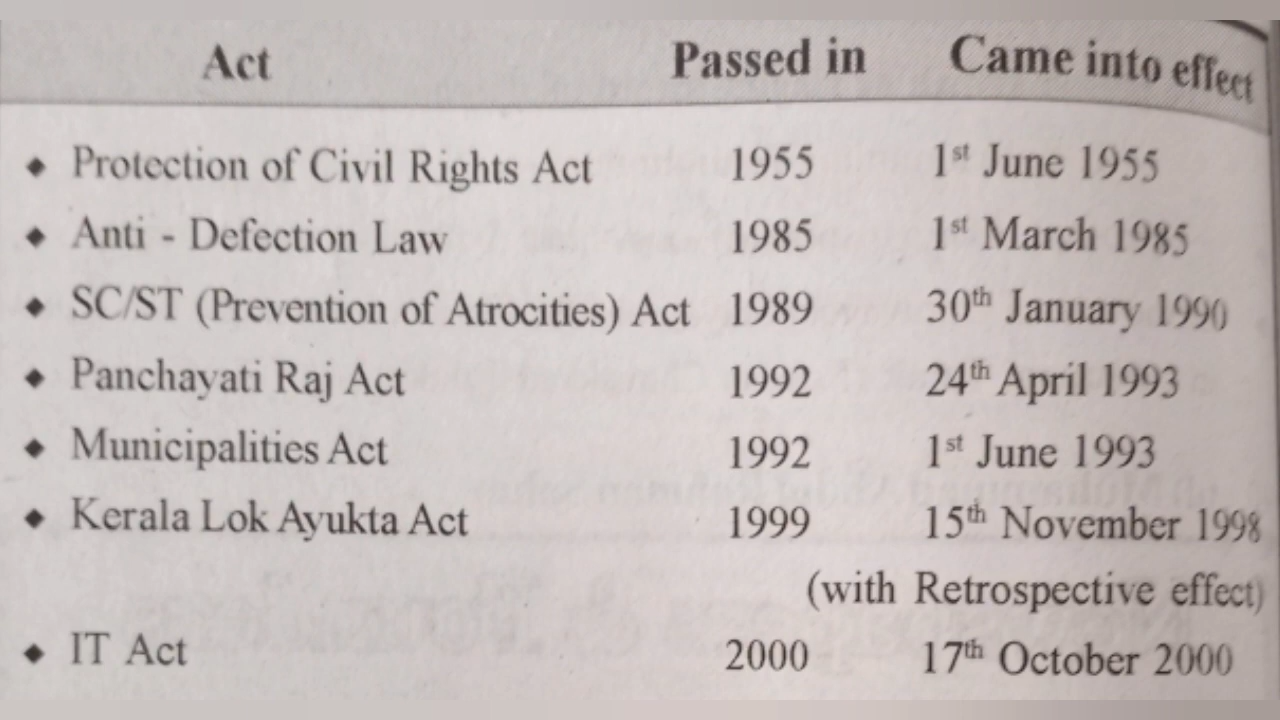 Act Passed in Came into effect
◆ Protection of Civil Rights Act 1955 1st June 1955
◆ Anti - Defection Law 1985 1st March 1985
◆ SC/ST (Prevention of Atrocities) Act 1989 30th January 1990
◆ Panchayati Raj Act 1992 24th April 1993
◆ Municipalities Act 1992 1st June 1993
◆ Kerala Lok Ayukta Act 1999 15th November 1998
(with Retrospective effect)
◆ IT Act 2000 17th October 2000